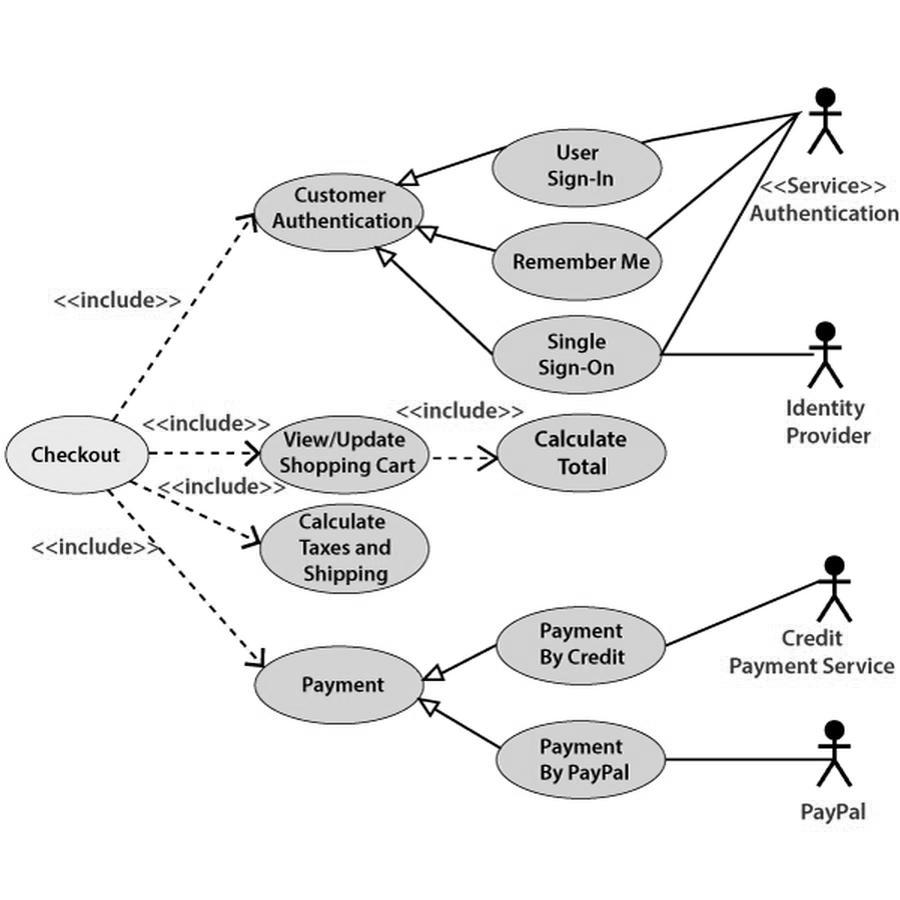 User
Sign-In
<<Service>>
Authentication
Customer
Authentication
Remember Me
<<include>>
Single
Sign-On
Identity
Provider
<<include>>
<<include>>
Checkout
View/Update
Shopping Cart
Calculate
Total
<<include>>
<<include>>
Calculate
Taxes and
Shipping
Payment
By Credit
Credit
Payment Service
Payment
Payment
By PayPal
PayPal